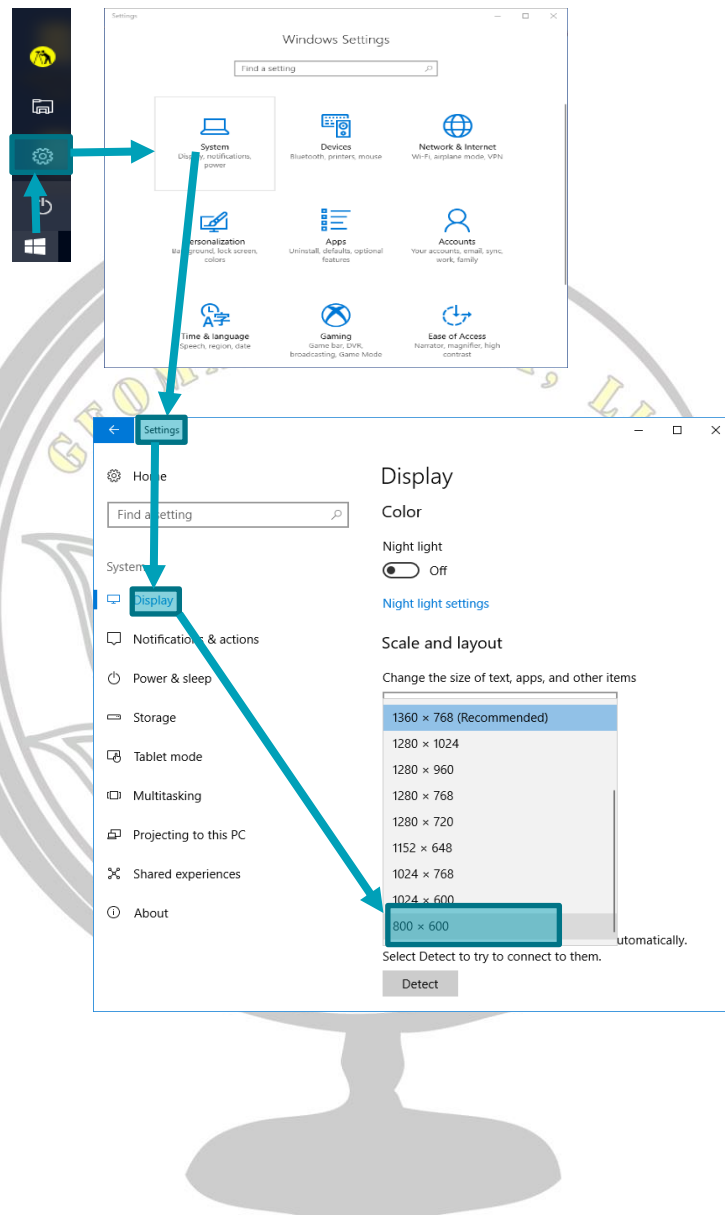 Settings
Windows Settings
Find a setting
System
Display, notifications,
power
Devices
Bluetooth, printers, mouse
Network & Internet
Wi-Fi, airplane mode, VPN
Personalization
Background, lock screen,
colors
Apps
Uninstall, defaults, optional
features
Accounts
Your accounts, email, sync,
work, family
Time & language
Speech, region, date
Gaming
Game bar, DVR,
broadcasting, Game Mode
Ease of Access
Narrator, magnifier, high
contrast
Settings
Home
Find a setting
System
Display
Notifications & actions
Power & sleep
Storage
Tablet mode
Multitasking
Projecting to this PC
Shared experiences
About
Display
Color
Night light
Off
Night light settings
Scale and layout
Change the size of text, apps, and other items
1360 × 768 (Recommended)
1280 × 1024
1280 × 960
1280 × 768
1280 × 720
1152 × 648
1024 × 768
1024 × 600
800 × 600
utomatically.
Select Detect to try to connect to them.
Detect